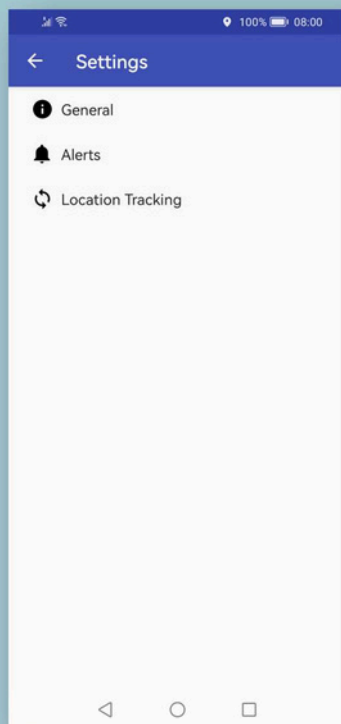 100% 08:00
Settings
General
Alerts
Location Tracking